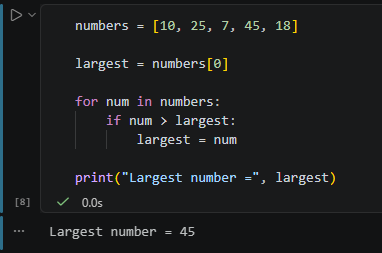 numbers = [10, 25, 7, 45, 18]
largest = numbers[0]
for num in numbers:
    if num > largest:
        largest = num
print("Largest number =", largest)
[8]
0.0s
Largest number = 45